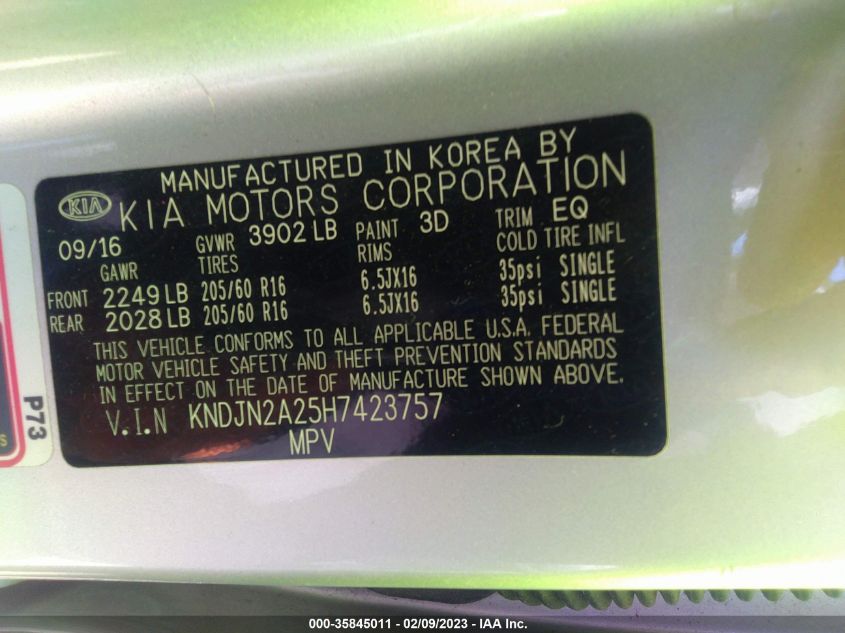 MANUFACTURED IN KOREA BY
KIA KIA MOTORS CORPORATION
09/16 GVWR 3902 LB PAINT 3D TRIM EQ
GAWR TIRES RIMS COLD TIRE INFL
FRONT 2249 LB 205/60 R16 6.5JX16 35psi SINGLE
REAR 2028 LB 205/60 R16 6.5JX16 35psi SINGLE
THIS VEHICLE CONFORMS TO ALL APPLICABLE U.S.A. FEDERAL
MOTOR VEHICLE SAFETY AND THEFT PREVENTION STANDARDS
IN EFFECT ON THE DATE OF MANUFACTURE SHOWN ABOVE.
V.I.N KNDJN2A25H7423757
MPV
P73
000-35845011 — 02/09/2023 — IAA Inc.